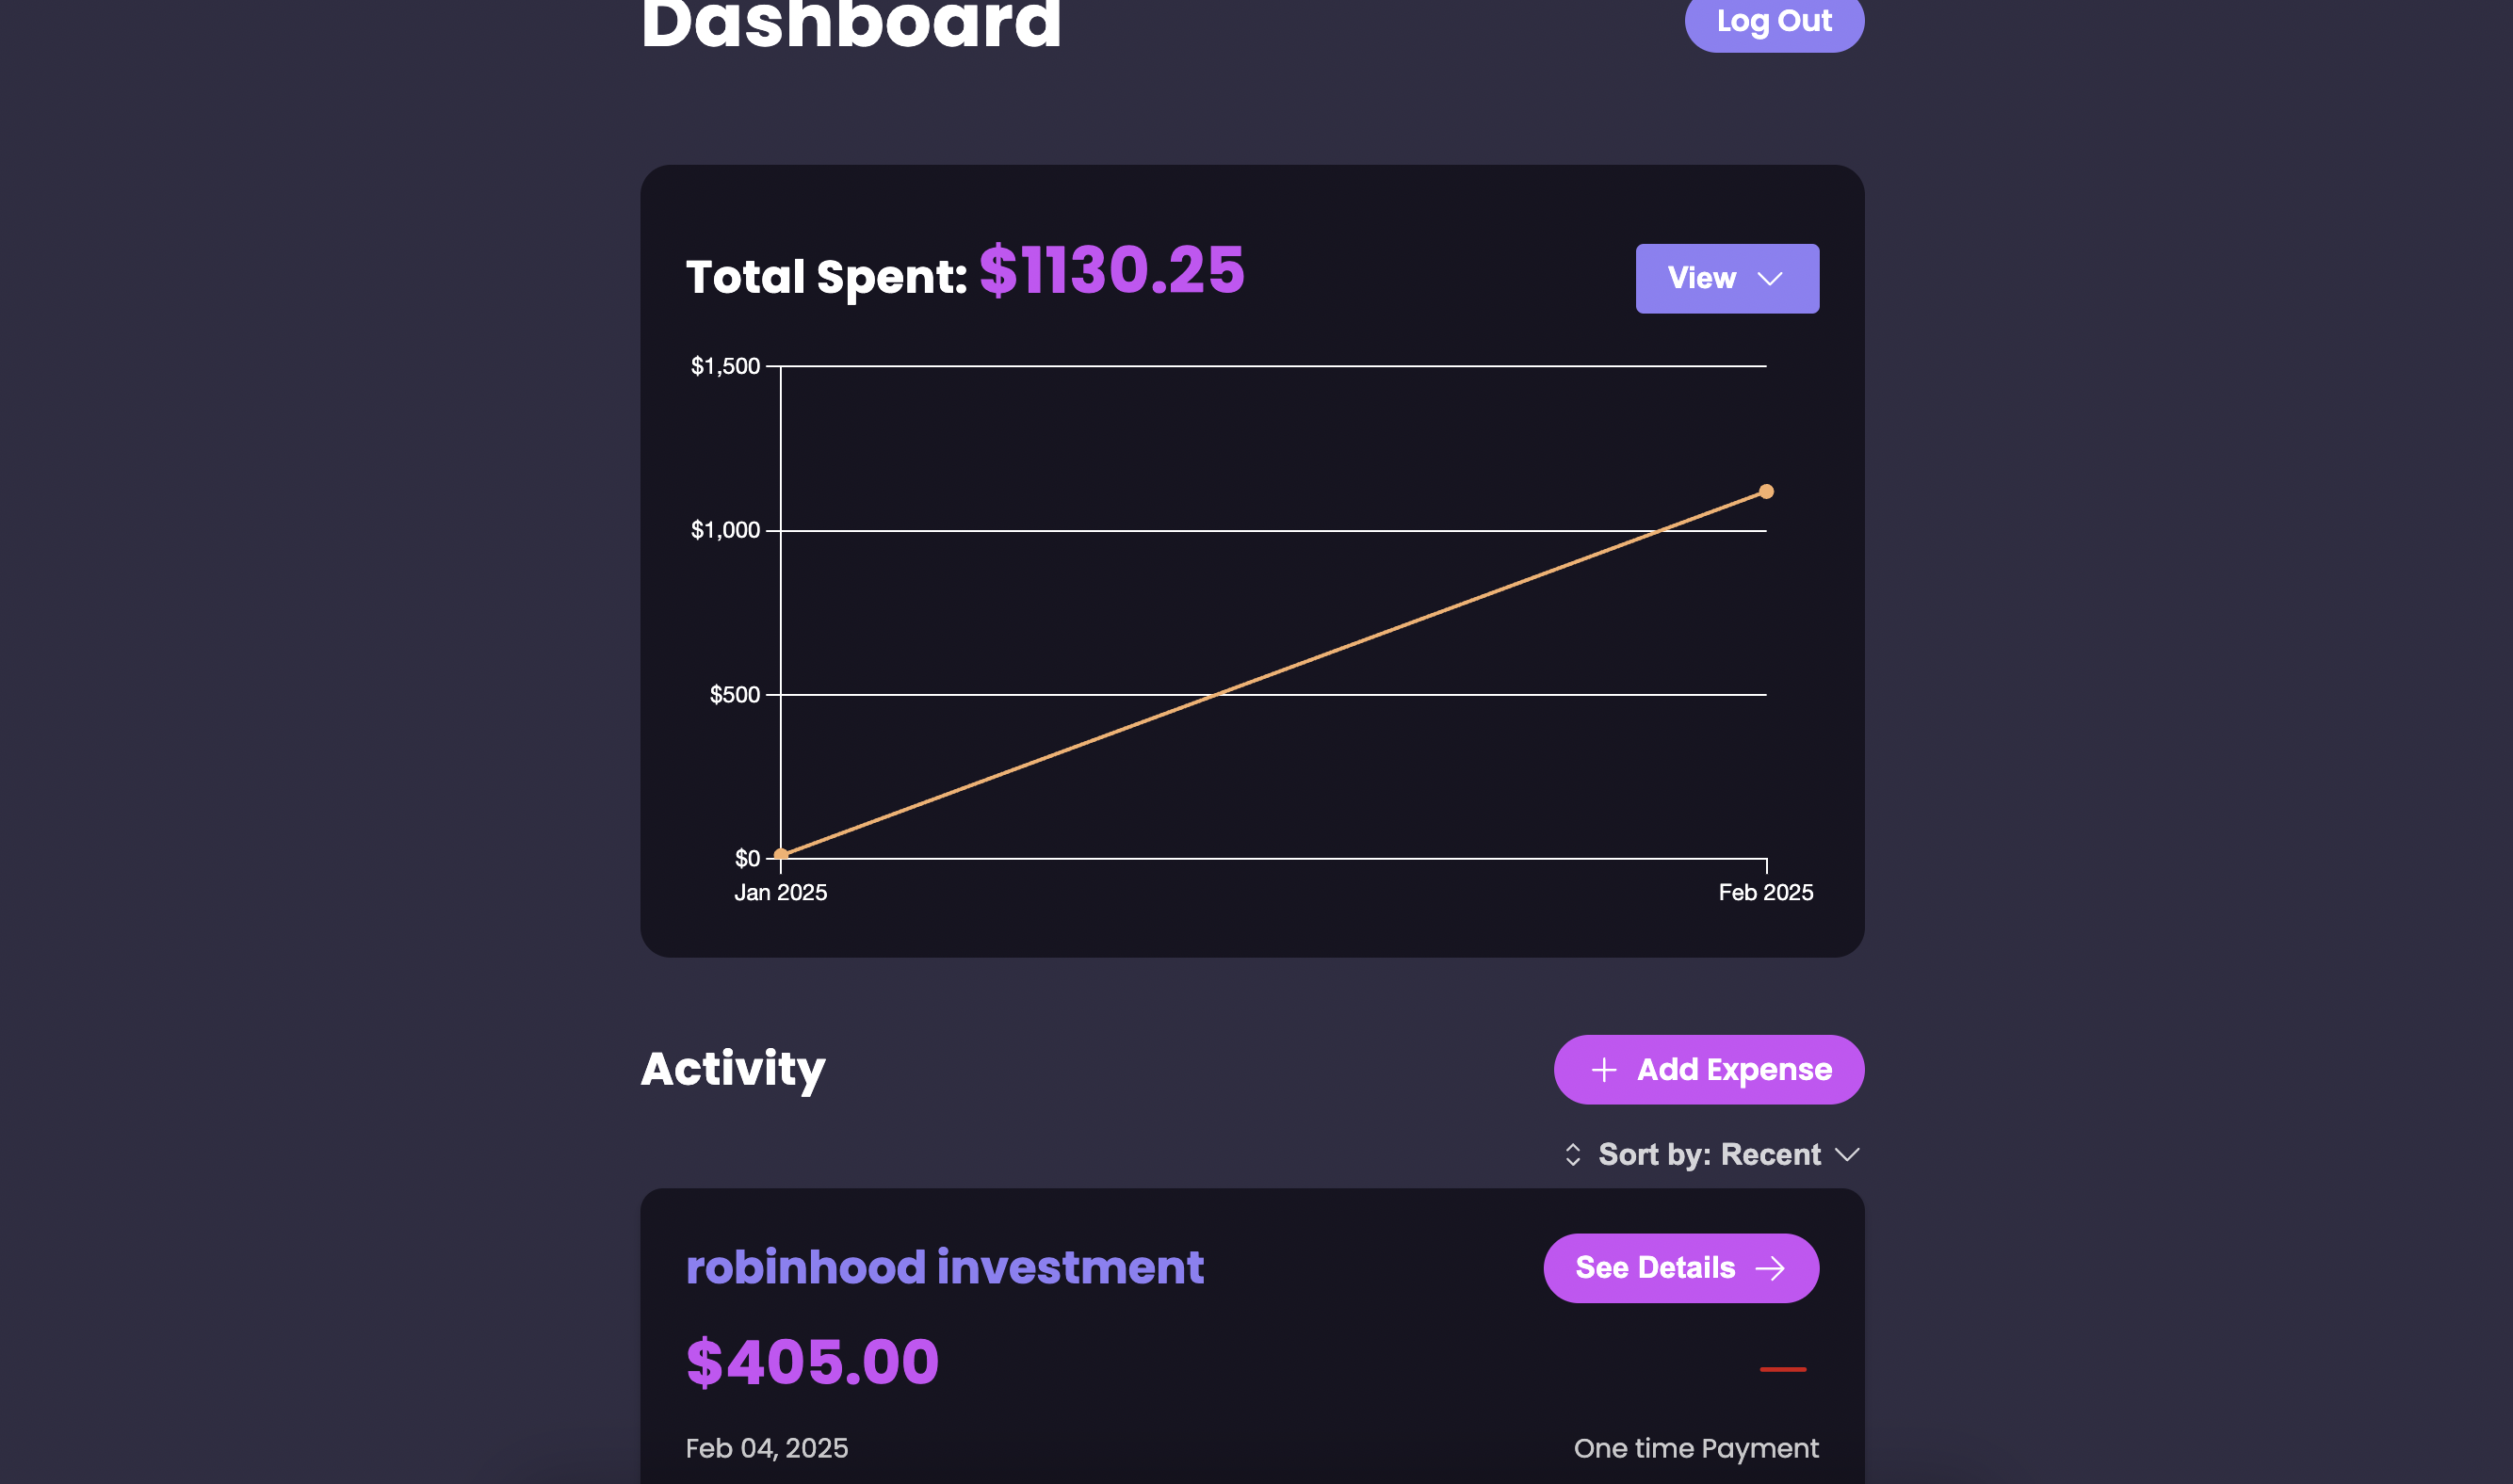 Dashboard
Log Out
Total Spent: $1130.25
View
$1,500
$1,000
$500
$0
Jan 2025
Feb 2025
Activity
Add Expense
Sort by: Recent
robinhood investment
See Details
$405.00
Feb 04, 2025
One time Payment